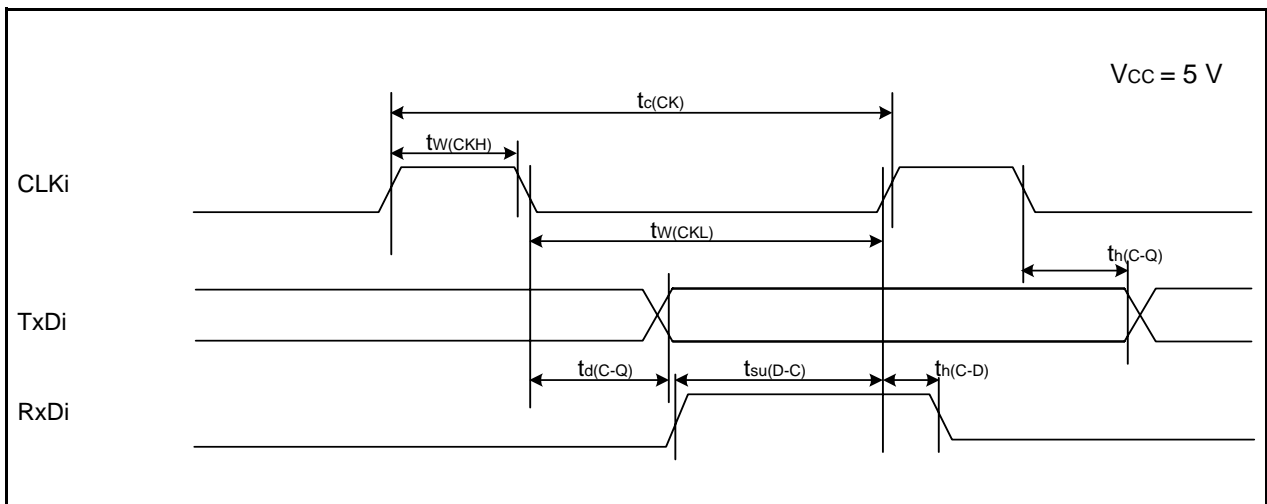 VCC = 5 V
tc(CK)
tW(CKH)
CLKi
tW(CKL)
th(C-Q)
TxDi
td(C-Q)
tsu(D-C)
th(C-D)
RxDi